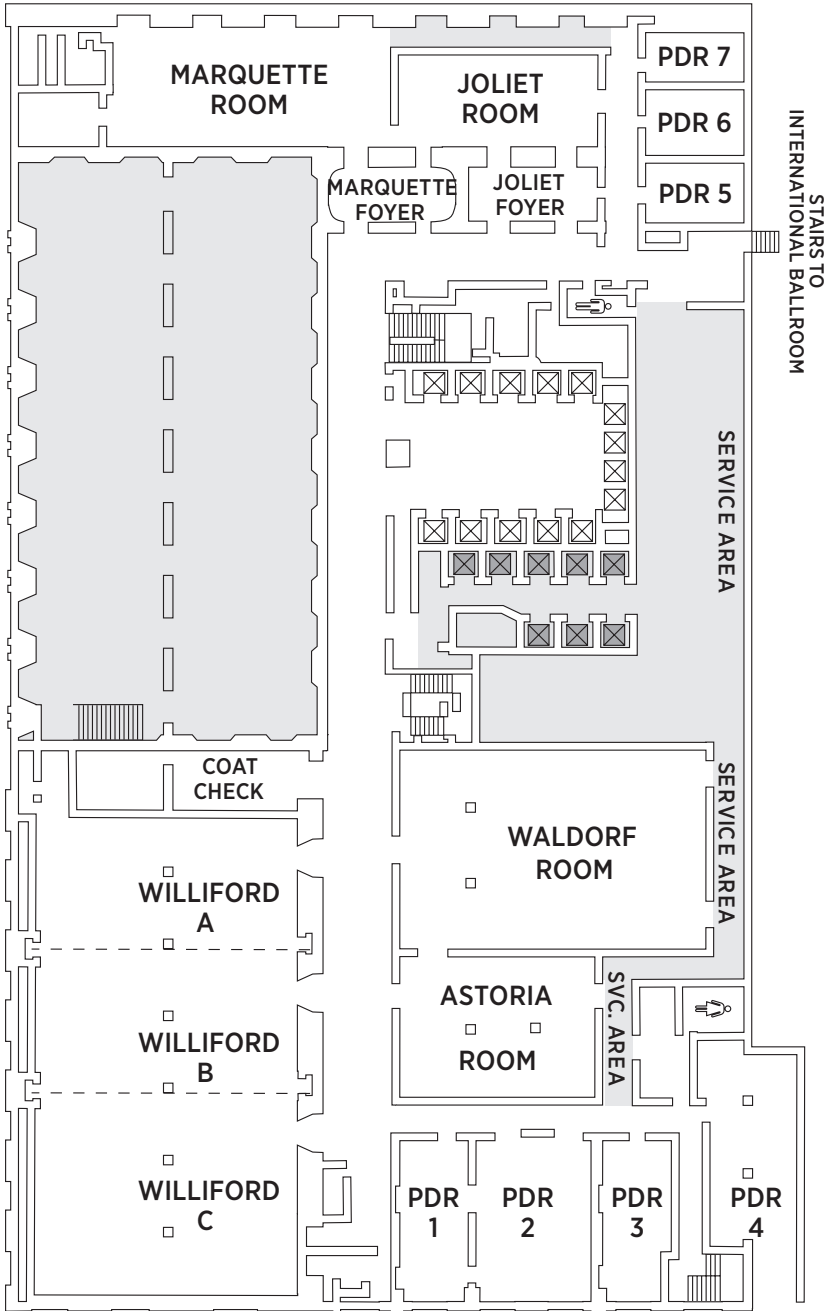 MARQUETTE
ROOM
JOLIET
ROOM
PDR 7
PDR 6
PDR 5
MARQUETTE
FOYER
JOLIET
FOYER
STAIRS TO
INTERNATIONAL BALLROOM
SERVICE AREA
COAT
CHECK
WALDORF
ROOM
SERVICE AREA
WILLIFORD
A
ASTORIA
ROOM
SVC. AREA
WILLIFORD
B
WILLIFORD
C
PDR
1
PDR
2
PDR
3
PDR
4